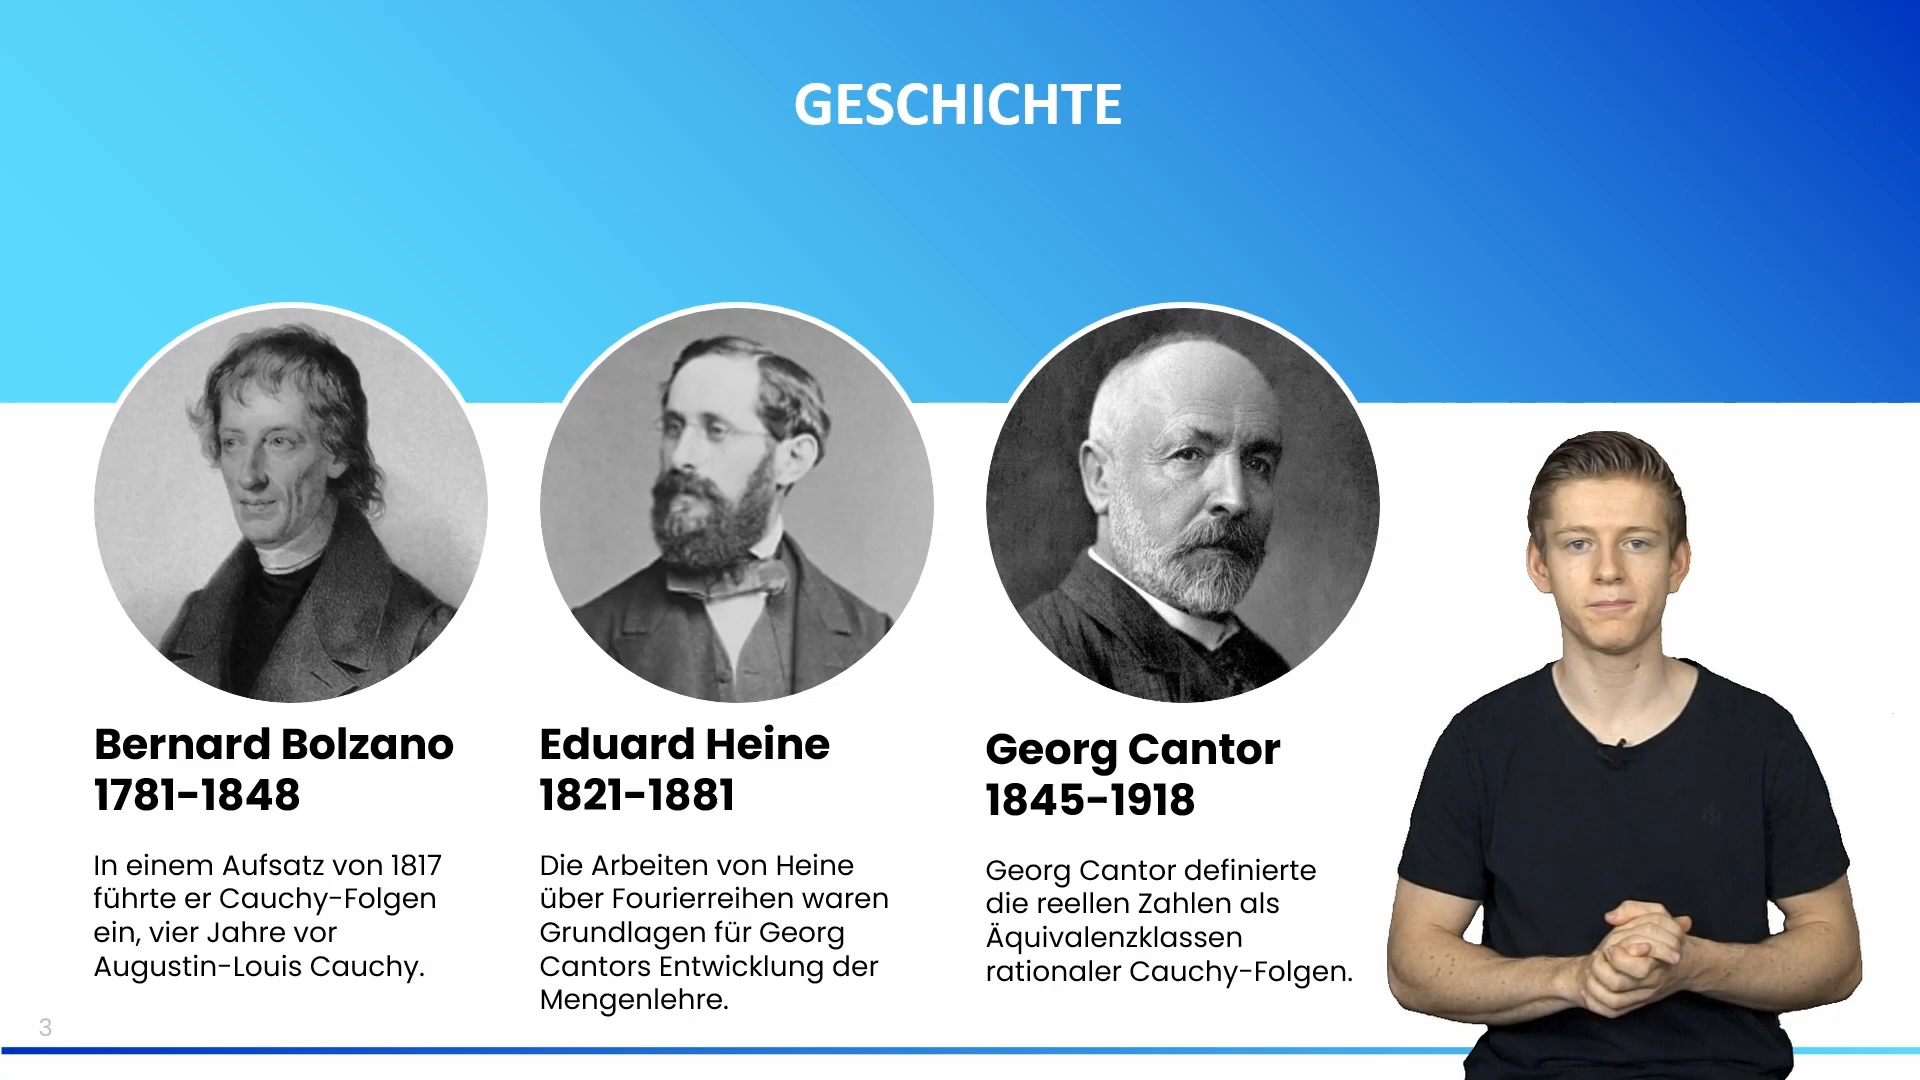 GESCHICHTE
Bernard Bolzano
1781-1848
In einem Aufsatz von 1817
führte er Cauchy-Folgen
ein, vier Jahre vor
Augustin-Louis Cauchy.
Eduard Heine
1821-1881
Die Arbeiten von Heine
über Fourierreihen waren
Grundlagen für Georg
Cantors Entwicklung der
Mengenlehre.
Georg Cantor
1845-1918
Georg Cantor definierte
die reellen Zahlen als
Äquivalenzklassen
rationaler Cauchy-Folgen.
3